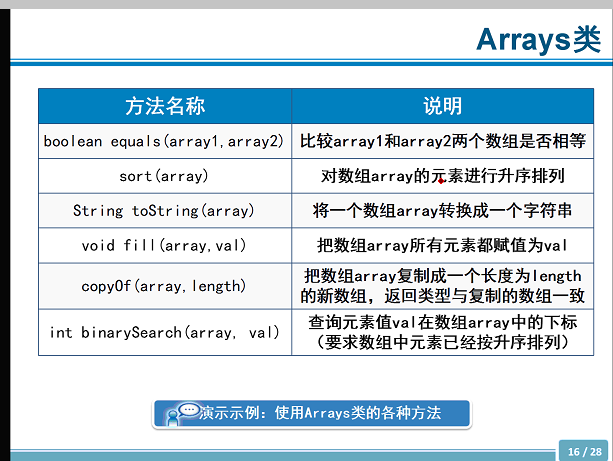 Arrays类
方法名称 说明
boolean equals(array1,array2) 比较array1和array2两个数组是否相等
sort(array) 对数组array的元素进行升序排列
String toString(array) 将一个数组array转换成一个字符串
void fill(array,val) 把数组array所有元素都赋值为val
copyOf(array,length) 把数组array复制成一个长度为length
的新数组，返回类型与复制的数组一致
int binarySearch(array, val) 查询元素值val在数组array中的下标
（要求数组中元素已经按升序排列）
演示示例：使用Arrays类的各种方法
16 / 28